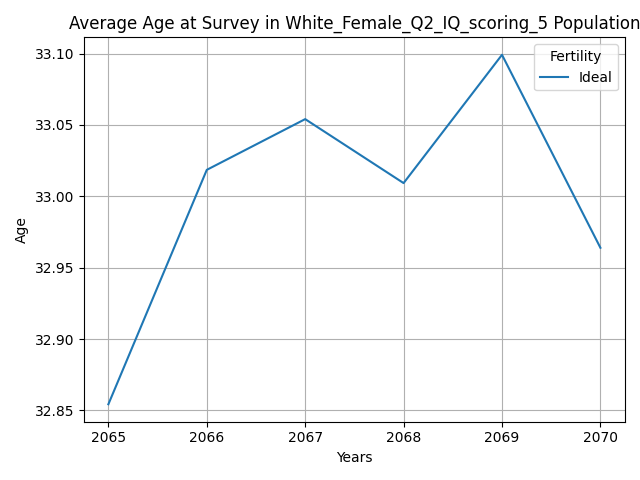 Average Age at Survey in White_Female_Q2_IQ_scoring_5 Population
Fertility
Ideal
33.10
33.05
33.00
32.95
32.90
32.85
Age
2065 2066 2067 2068 2069 2070
Years